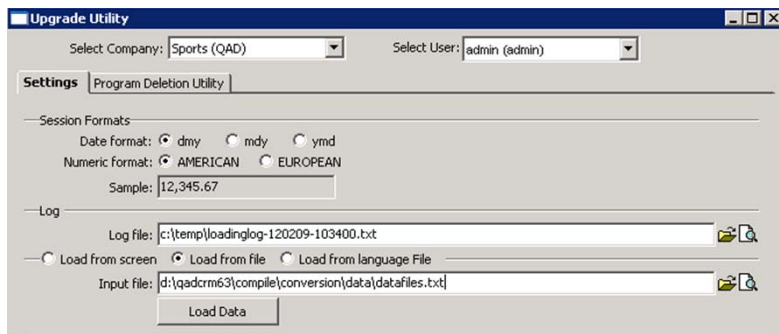 Upgrade Utility
Select Company: Sports (QAD) Select User: admin (admin)
Settings Program Deletion Utility
Session Formats
Date format: dmy mdy ymd
Numeric format: AMERICAN EUROPEAN
Sample: 12,345.67
Log
Log file: c:\temp\loadinglog-120209-103400.txt
Load from screen Load from file Load from language File
Input file: d:\qadcrm63\compile\conversion\data\datafiles.txt
Load Data